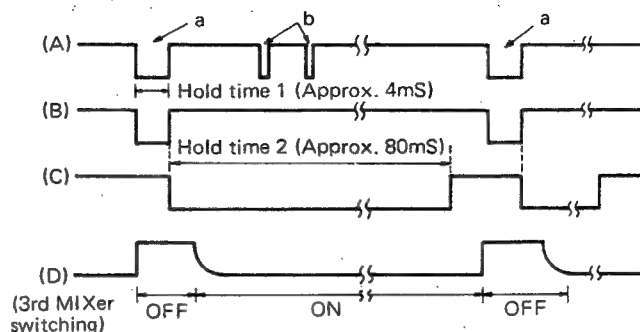 a b a
(A)
Hold time 1 (Approx. 4mS)
(B)
Hold time 2 (Approx. 80mS)
(C)
(D)
(3rd MIXer
switching) OFF ON OFF